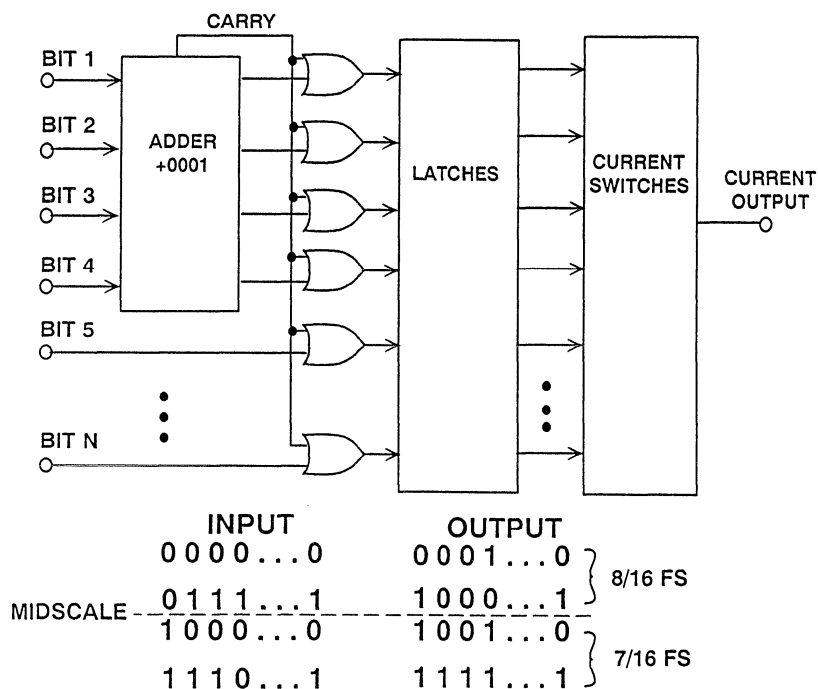 CARRY
BIT 1
BIT 2
BIT 3
BIT 4
BIT 5
BIT N
ADDER
+0001
LATCHES
CURRENT
SWITCHES
CURRENT
OUTPUT
INPUT OUTPUT
0000...0 0001...0
8/16 FS
0111...1 1000...1
MIDSCALE
1000...0 1001...0
7/16 FS
1110...1 1111...1